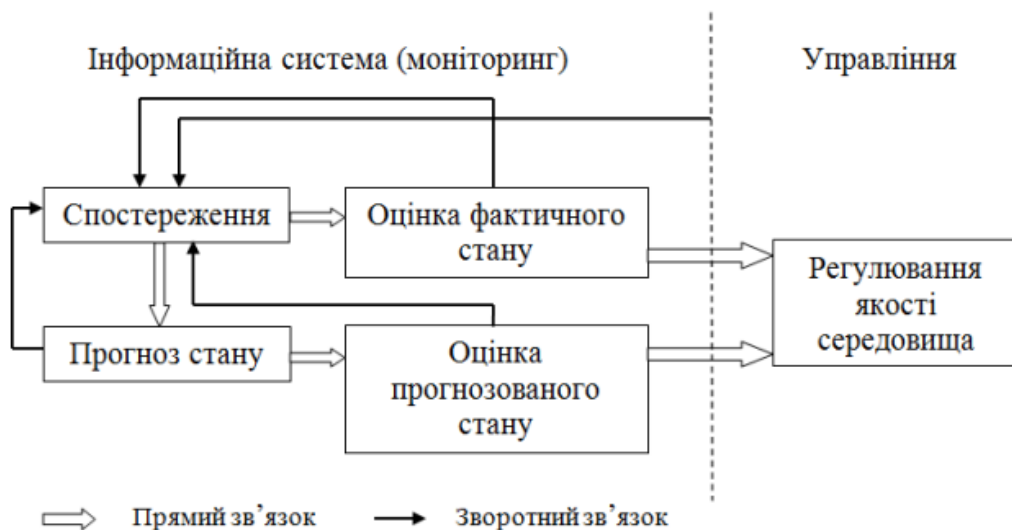 Інформаційна система (моніторинг)
Управління
Спостереження
Оцінка фактичного
стану
Регулювання
якості
середовища
Прогноз стану
Оцінка
прогнозованого
стану
Прямий зв’язок
Зворотний зв’язок